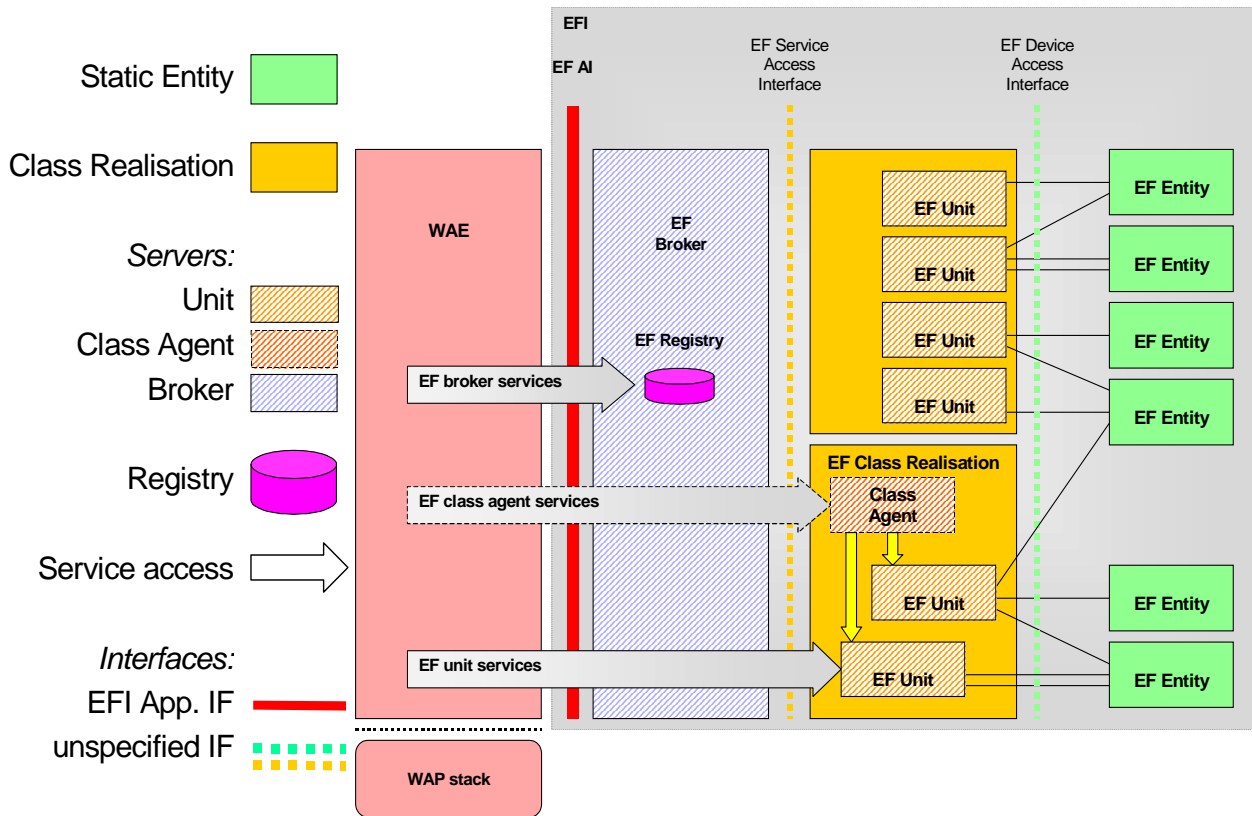 Static Entity
Class Realisation
Servers:
Unit
Class Agent
Broker
Registry
Service access
Interfaces:
EFI App. IF
unspecified IF
EFI
EF AI
EF Service
Access
Interface
EF Device
Access
Interface
WAE
EF
Broker
EF Registry
EF broker services
EF class agent services
EF unit services
EF Unit
EF Unit
EF Unit
EF Unit
EF Class Realisation
Class
Agent
EF Unit
EF Unit
EF Entity
EF Entity
EF Entity
EF Entity
EF Entity
EF Entity
WAP stack